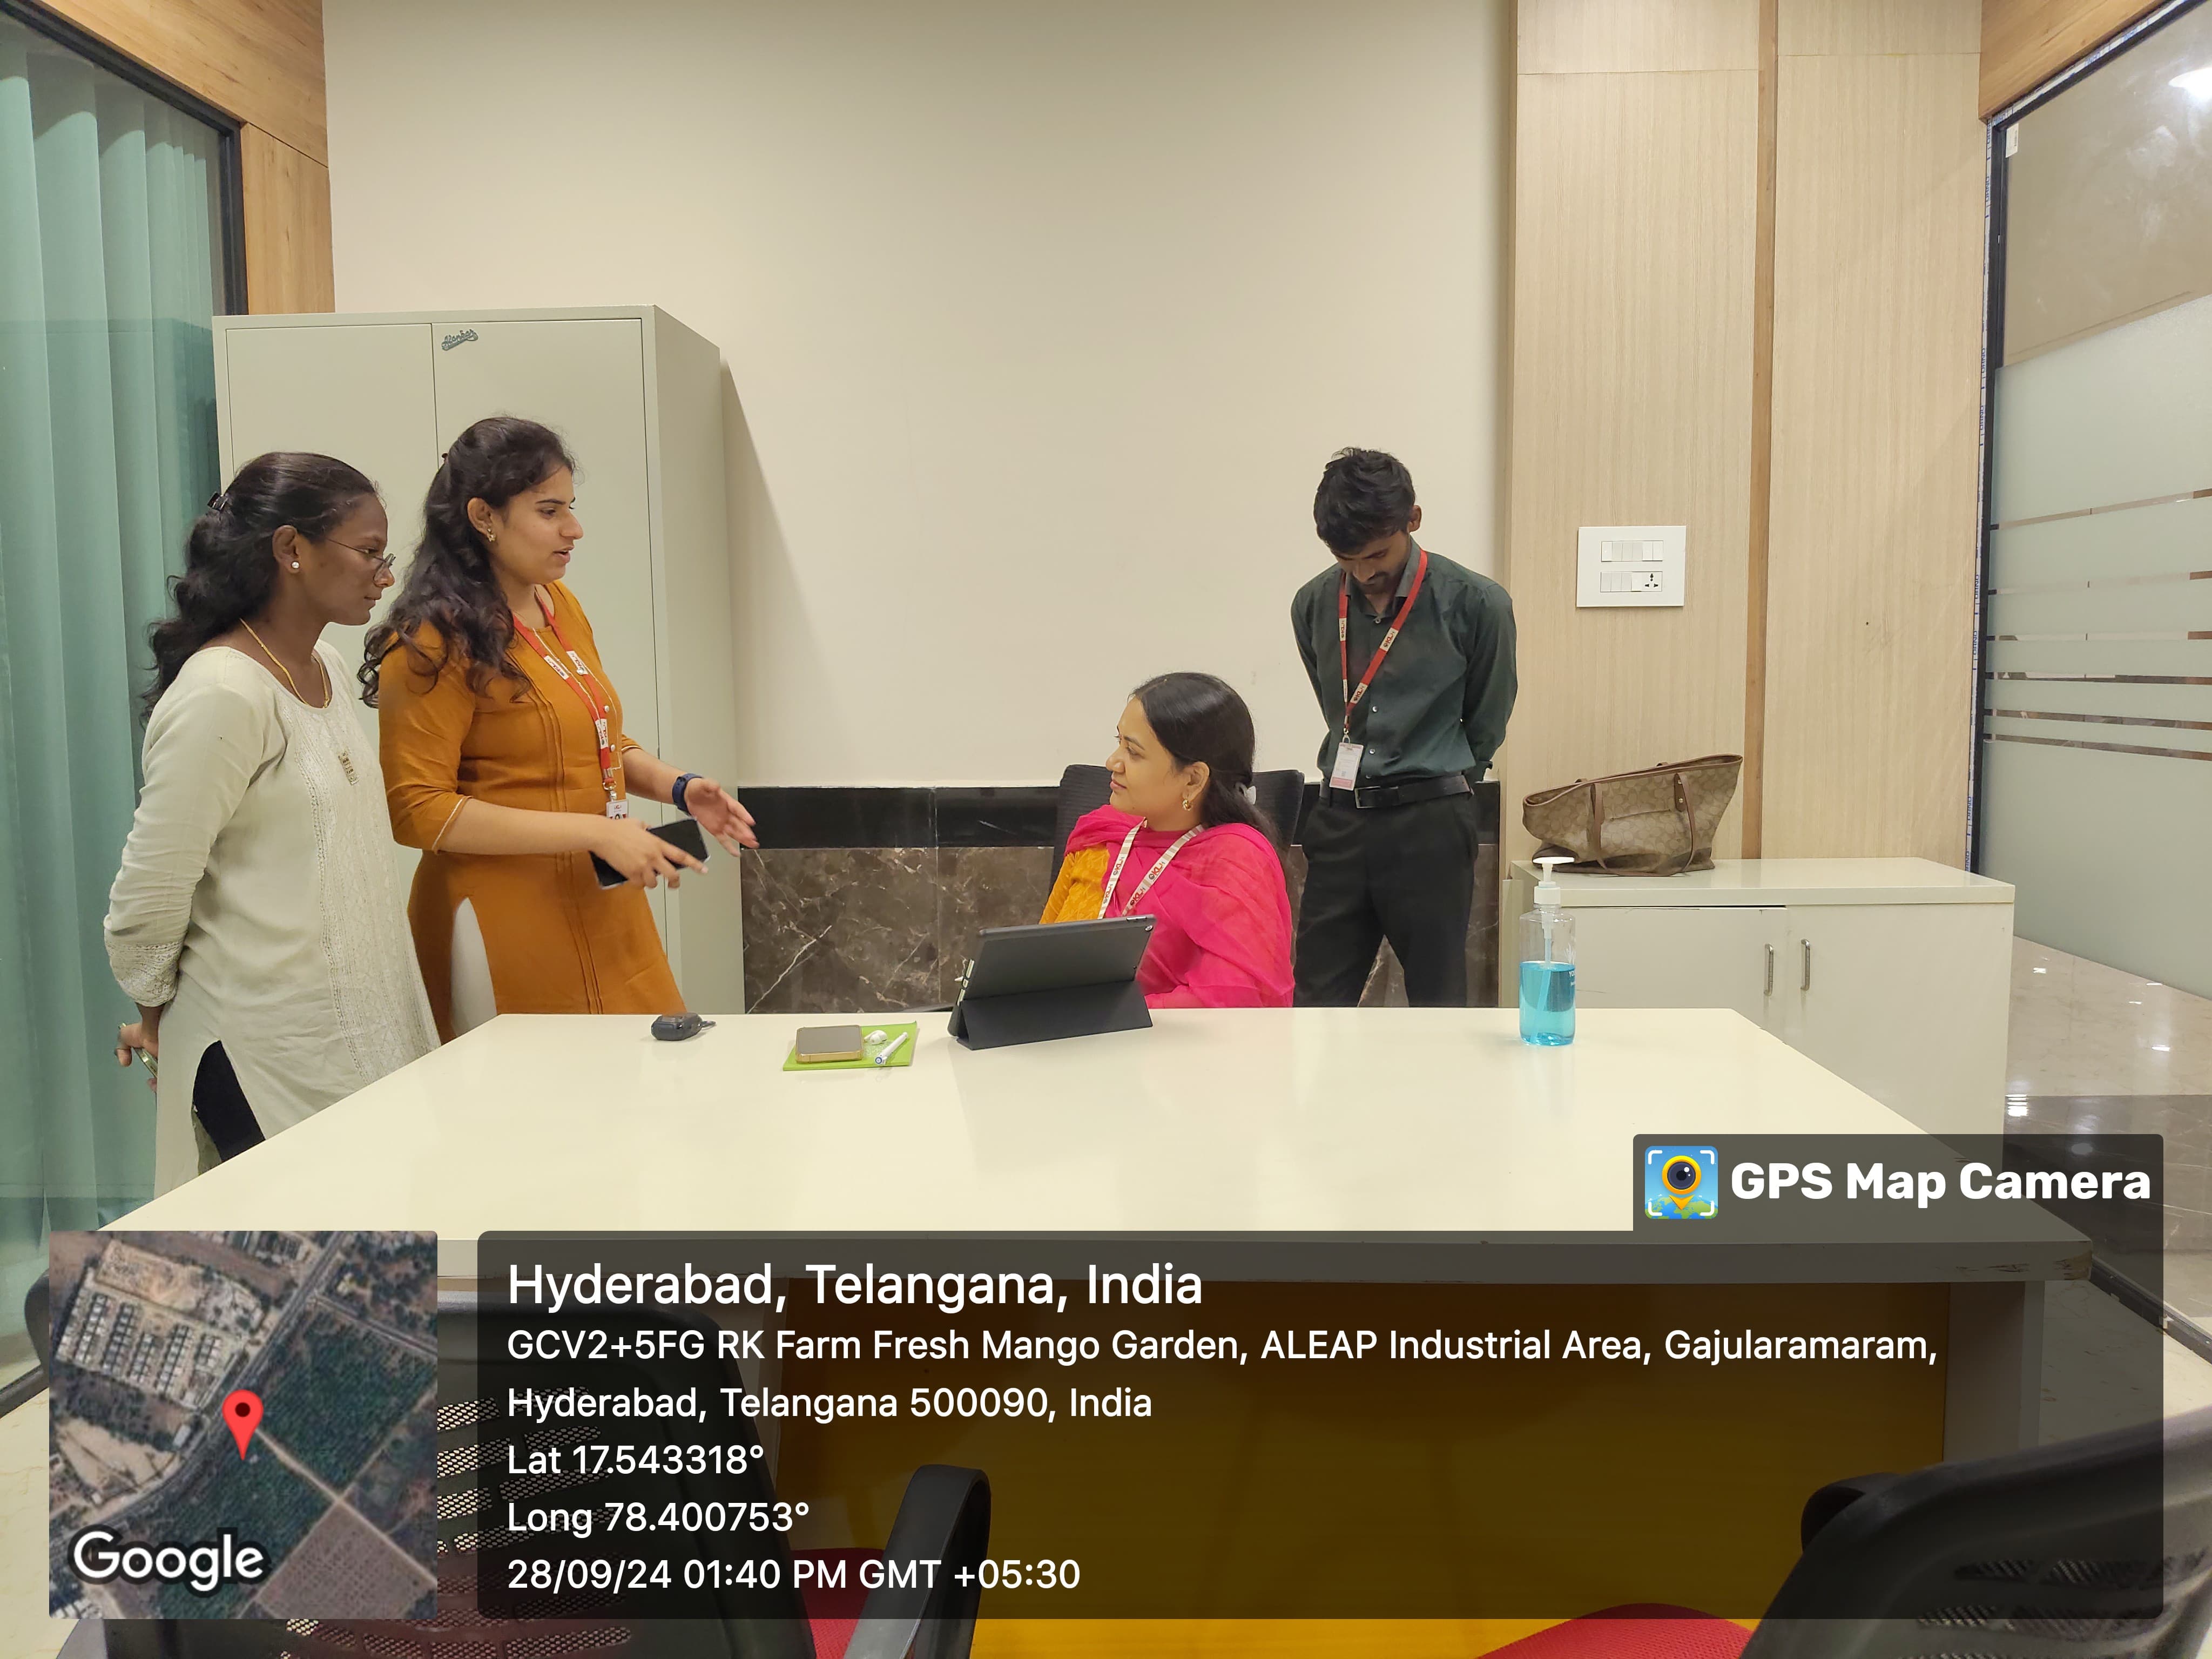 GPS Map Camera
Hyderabad, Telangana, India
GCV2+5FG RK Farm Fresh Mango Garden, ALEAP Industrial Area, Gajularamaram,
Hyderabad, Telangana 500090, India
Lat 17.543318°
Long 78.400753°
28/09/24 01:40 PM GMT +05:30
Google